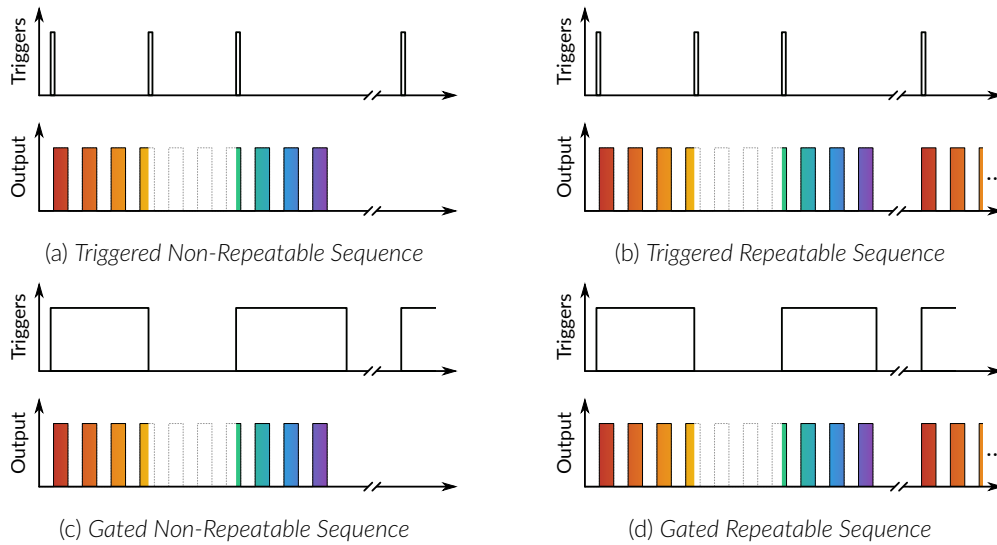 Triggers
Triggers
Output
Output
...
(a) Triggered Non-Repeatable Sequence
(b) Triggered Repeatable Sequence
Triggers
Triggers
Output
Output
...
(c) Gated Non-Repeatable Sequence
(d) Gated Repeatable Sequence